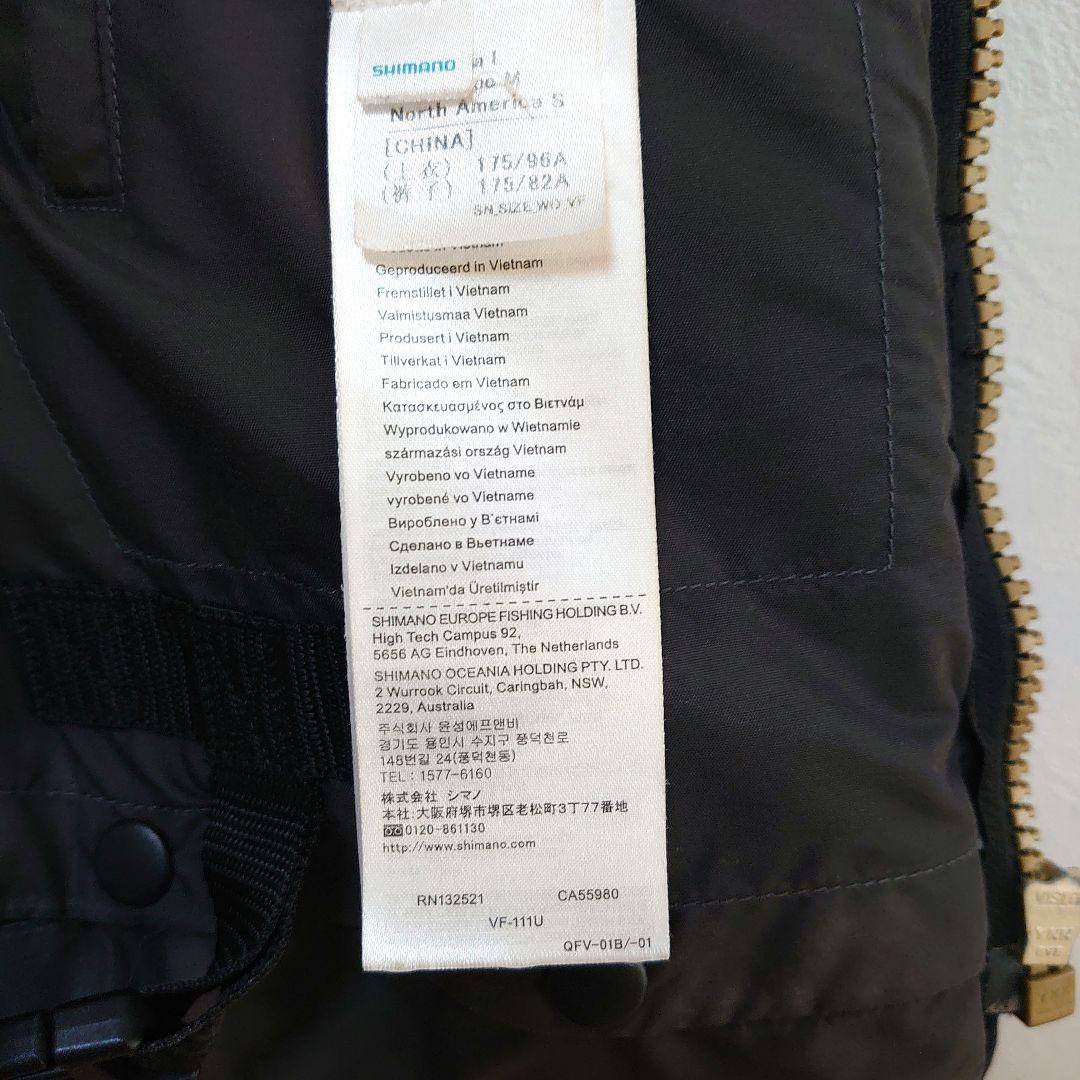 SHIMANO
North America S
[CHINA]
(上衣) 175/96A
(裤子) 175/82A
SN_SIZE_WD_VF
Geproduceerd in Vietnam
Fremstillet i Vietnam
Valmistusmaa Vietnam
Produsert i Vietnam
Tillverkat i Vietnam
Fabricado em Vietnam
Κατασκευασμένος στο Βιετνάμ
Wyprodukowano w Wietnamie
származási ország Vietnam
Vyrobeno vo Vietname
vyrobené vo Vietname
Вироблено у В'єтнамі
Сделано в Вьетнаме
Izdelano v Vietnamu
Vietnam'da Üretilmiştir
SHIMANO EUROPE FISHING HOLDING B.V.
High Tech Campus 92,
5656 AG Eindhoven, The Netherlands
SHIMANO OCEANIA HOLDING PTY. LTD.
2 Wurrook Circuit, Caringbah, NSW,
2229, Australia
주식회사 윤성에프앤비
경기도 용인시 수지구 풍덕천로
148번길 24(풍덕천동)
TEL : 1577-6160
株式会社 シマノ
本社:大阪府堺市堺区老松町3丁77番地
0120-861130
http://www.shimano.com
RN132521 CA55980
VF-111U
QFV-01B/-01
YKK